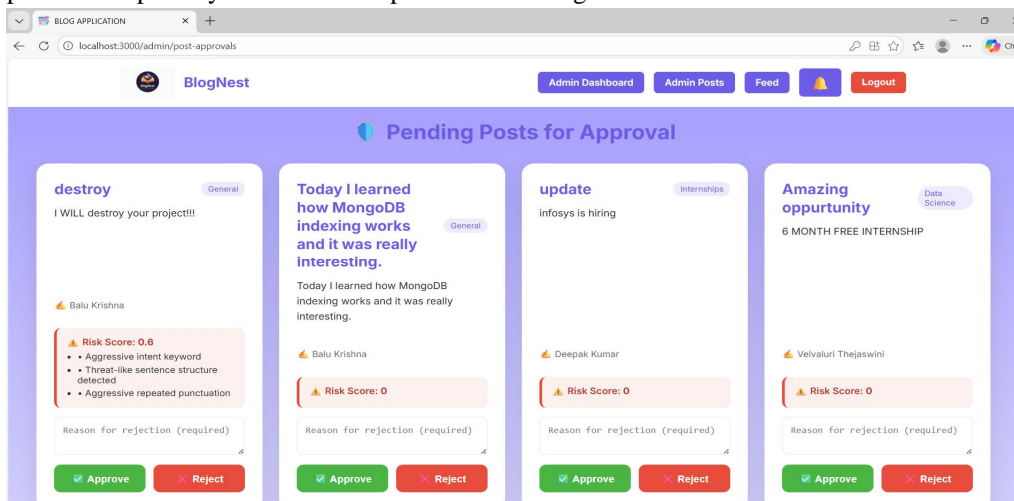 BLOG APPLICATION
localhost:3000/admin/post-approvals
BlogNest
Admin Dashboard
Admin Posts
Feed
Logout
Pending Posts for Approval
destroy
General
I WILL destroy your project!!!
Balu Krishna
Risk Score: 0.6
• • Aggressive intent keyword
• • Threat-like sentence structure
detected
• • Aggressive repeated punctuation
Reason for rejection (required)
Approve
Reject
Today I learned
how MongoDB
indexing works
and it was really
interesting.
General
Today I learned how MongoDB
indexing works and it was really
interesting.
Balu Krishna
Risk Score: 0
Reason for rejection (required)
Approve
Reject
update
Internships
infosys is hiring
Deepak Kumar
Risk Score: 0
Reason for rejection (required)
Approve
Reject
Amazing
oppurtunity
Data
Science
6 MONTH FREE INTERNSHIP
Velvaluri Thejaswini
Risk Score: 0
Reason for rejection (required)
Approve
Reject